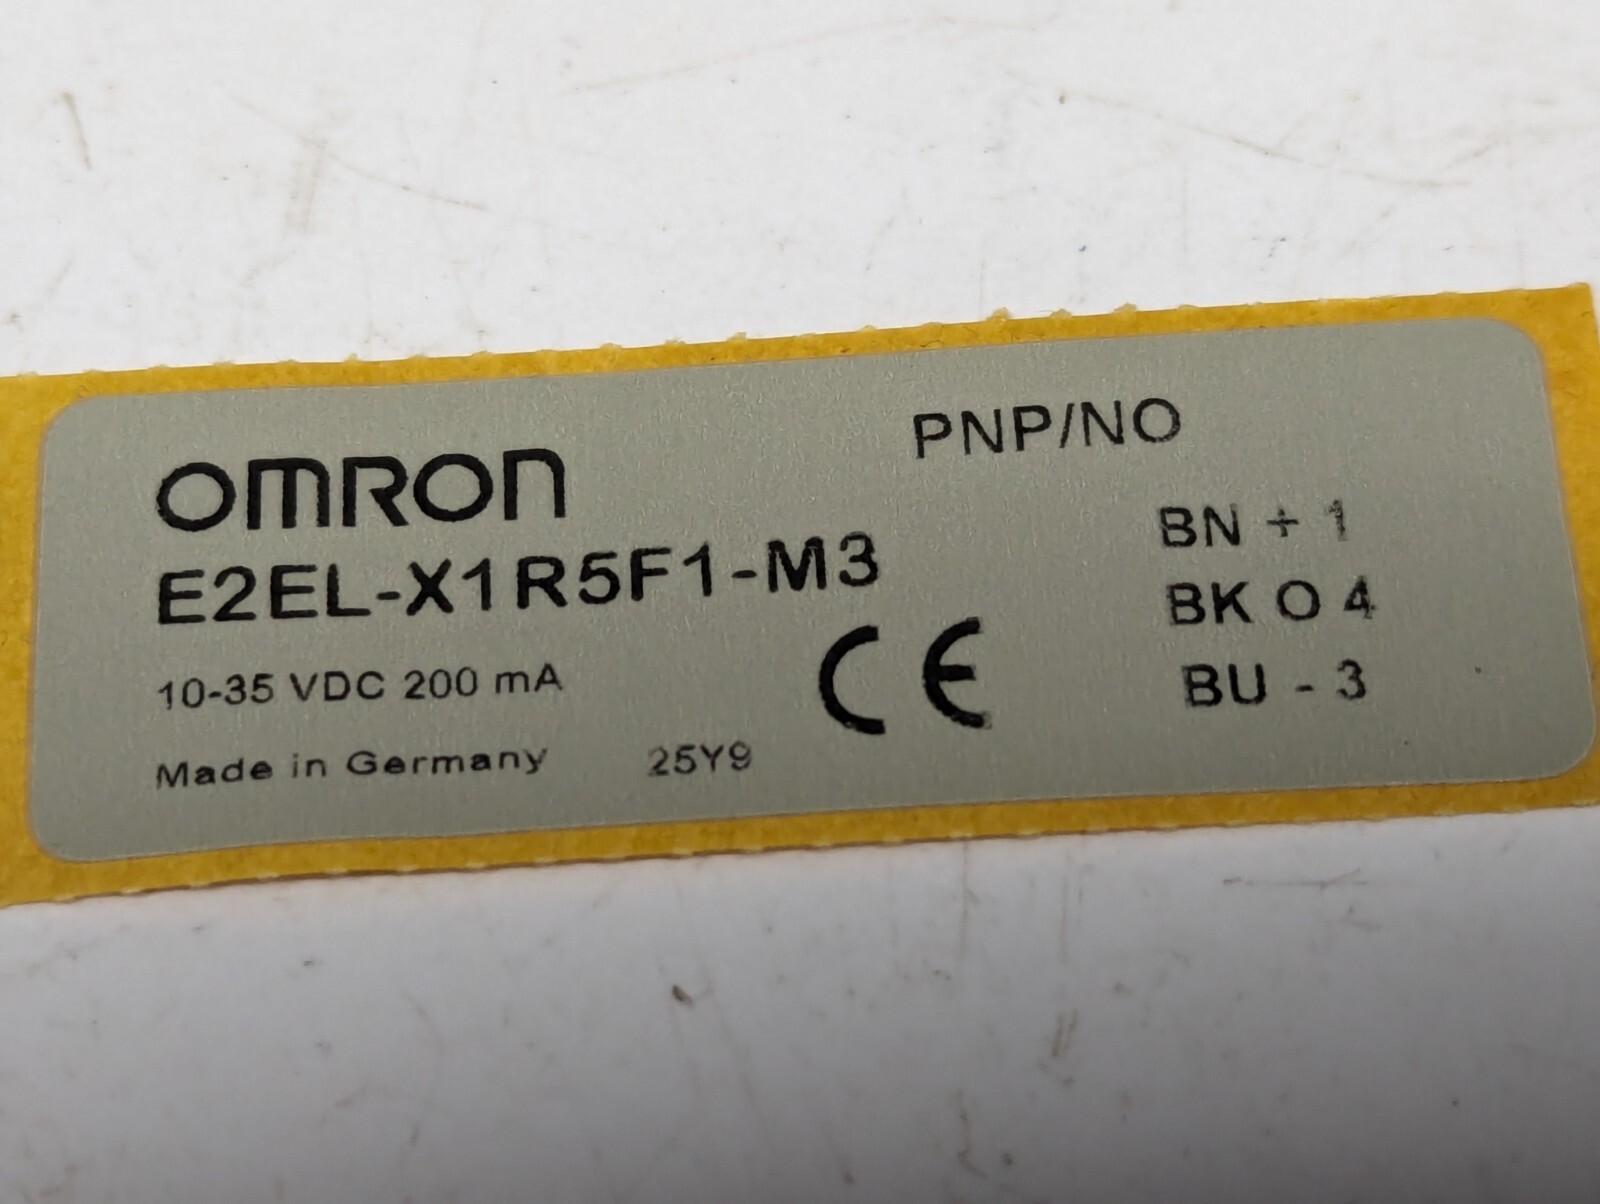 OMRON
E2EL-X1R5F1-M3
10-35 VDC 200 mA
Made in Germany 25Y9
CE
PNP/NO
BN + 1
BK O 4
BU - 3